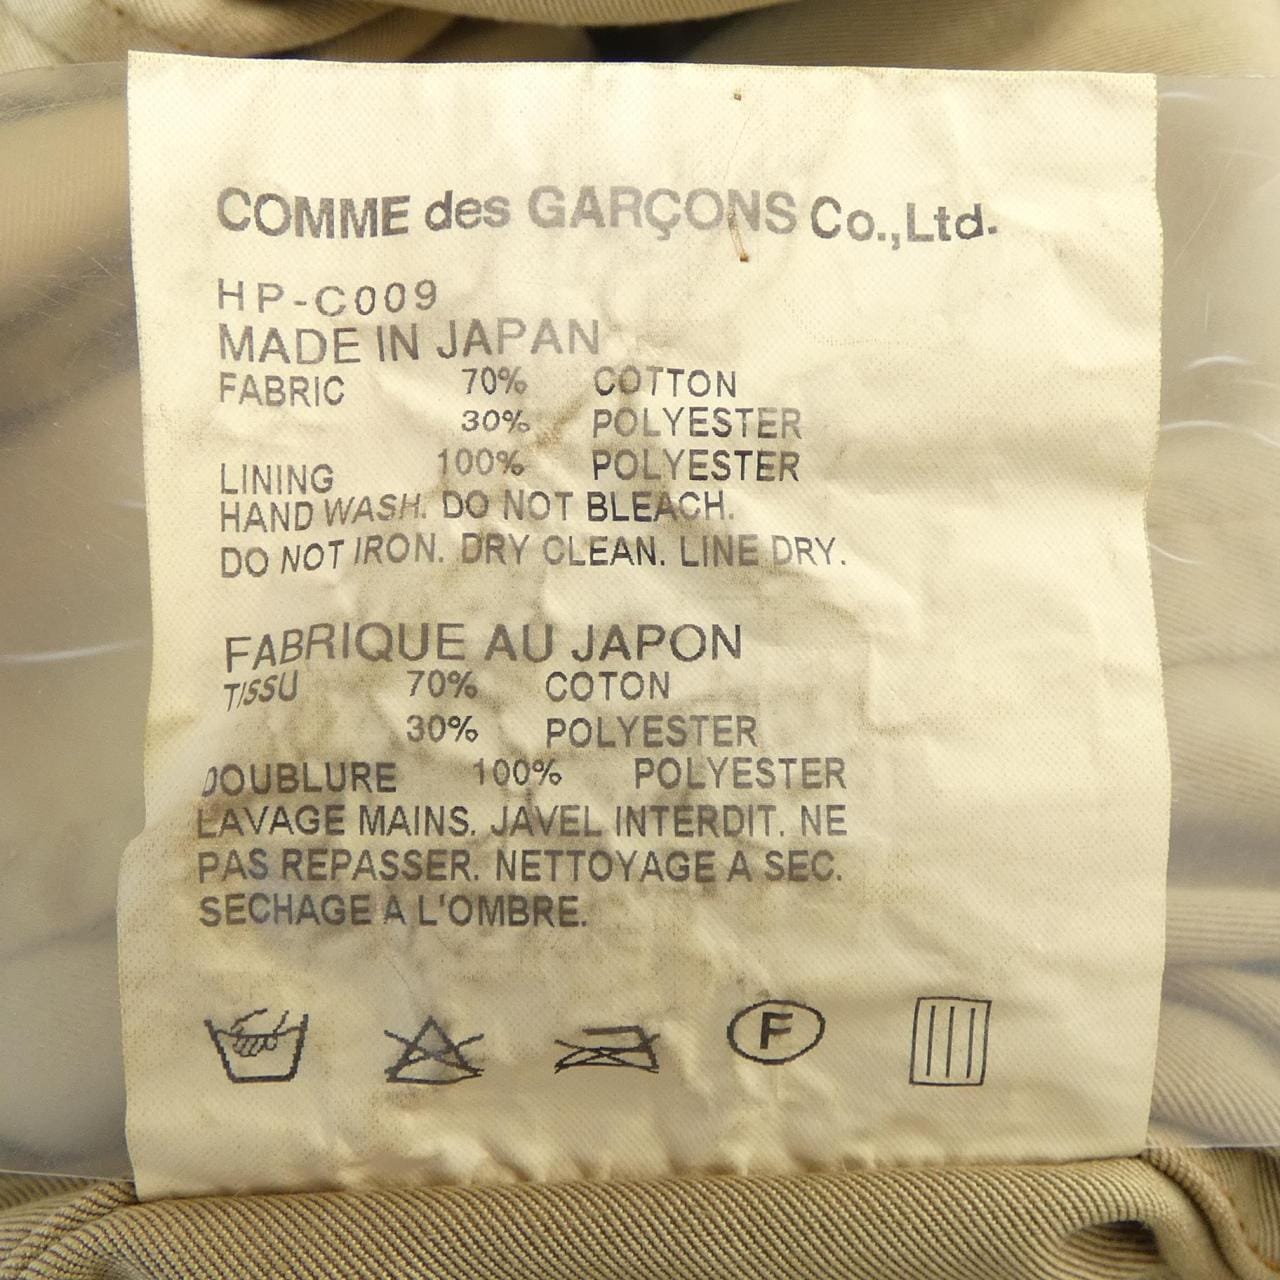 COMME des GARÇONS Co.,Ltd.
HP-C009
MADE IN JAPAN
FABRIC 70% COTTON
30% POLYESTER
LINING 100% POLYESTER
HAND WASH. DO NOT BLEACH.
DO NOT IRON. DRY CLEAN. LINE DRY.
FABRIQUE AU JAPON
TISSU 70% COTON
30% POLYESTER
DOUBLURE 100% POLYESTER
LAVAGE MAINS. JAVEL INTERDIT. NE
PAS REPASSER. NETTOYAGE A SEC.
SECHAGE A L'OMBRE.
F